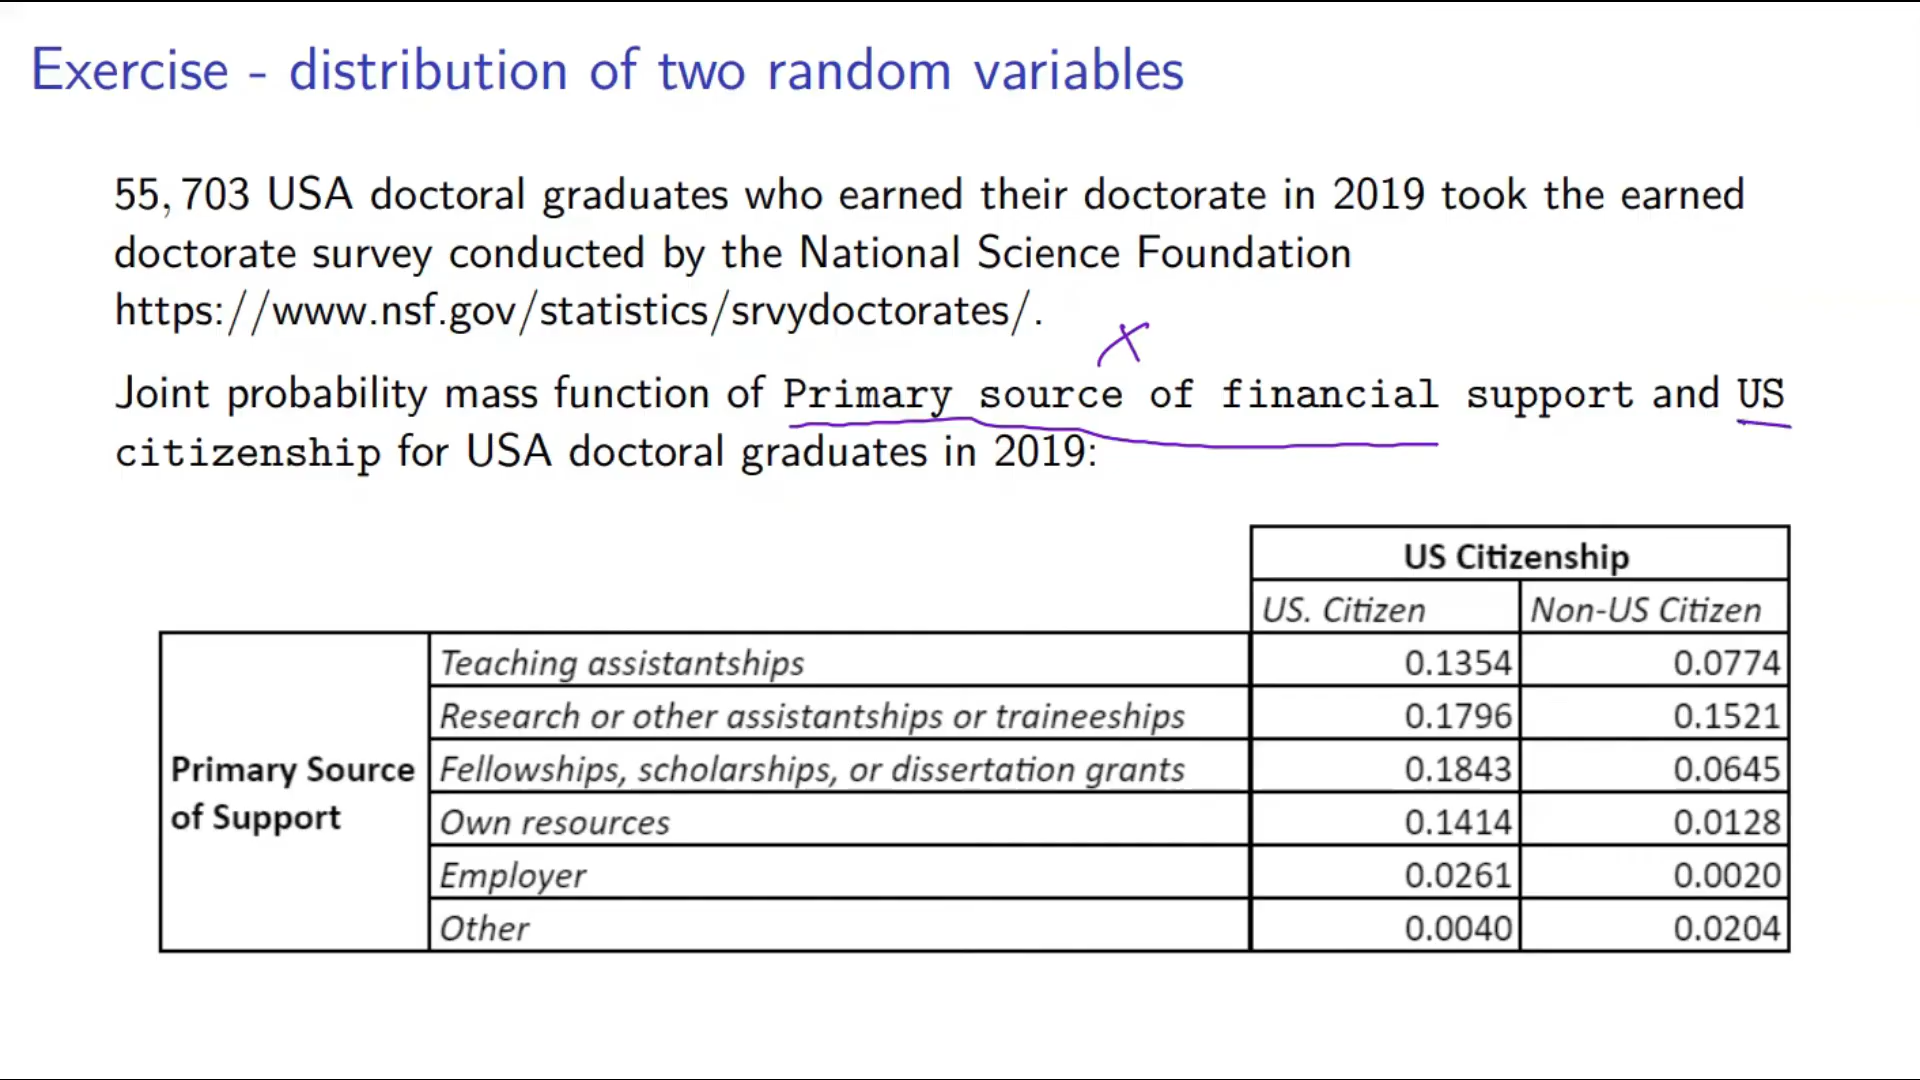 Exercise - distribution of two random variables
55, 703 USA doctoral graduates who earned their doctorate in 2019 took the earned
doctorate survey conducted by the National Science Foundation
https://www.nsf.gov/statistics/srvydoctorates/.
X
Joint probability mass function of Primary source of financial support and US
citizenship for USA doctoral graduates in 2019:
US Citizenship
US. Citizen Non-US Citizen
Teaching assistantships 0.1354 0.0774
Research or other assistantships or traineeships 0.1796 0.1521
Primary Source
of Support
Fellowships, scholarships, or dissertation grants 0.1843 0.0645
Own resources 0.1414 0.0128
Employer 0.0261 0.0020
Other 0.0040 0.0204